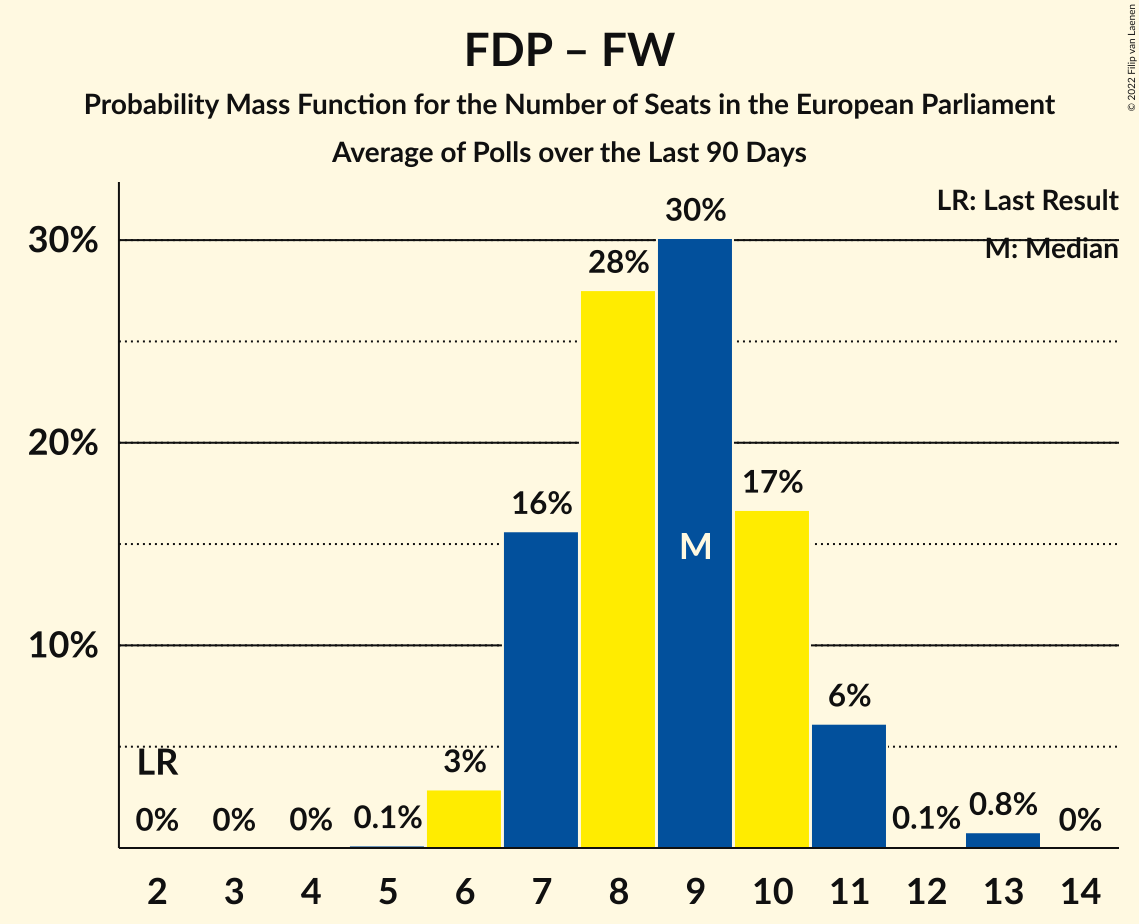 FDP – FW
Probability Mass Function for the Number of Seats in the European Parliament
Average of Polls over the Last 90 Days
© 2022 Filip van Laenen
LR: Last Result
M: Median
30%
20%
10%
LR
0%
0%
0%
0.1%
3%
16%
28%
30%
M
17%
6%
0.1%
0.8%
0%
2 3 4 5 6 7 8 9 10 11 12 13 14